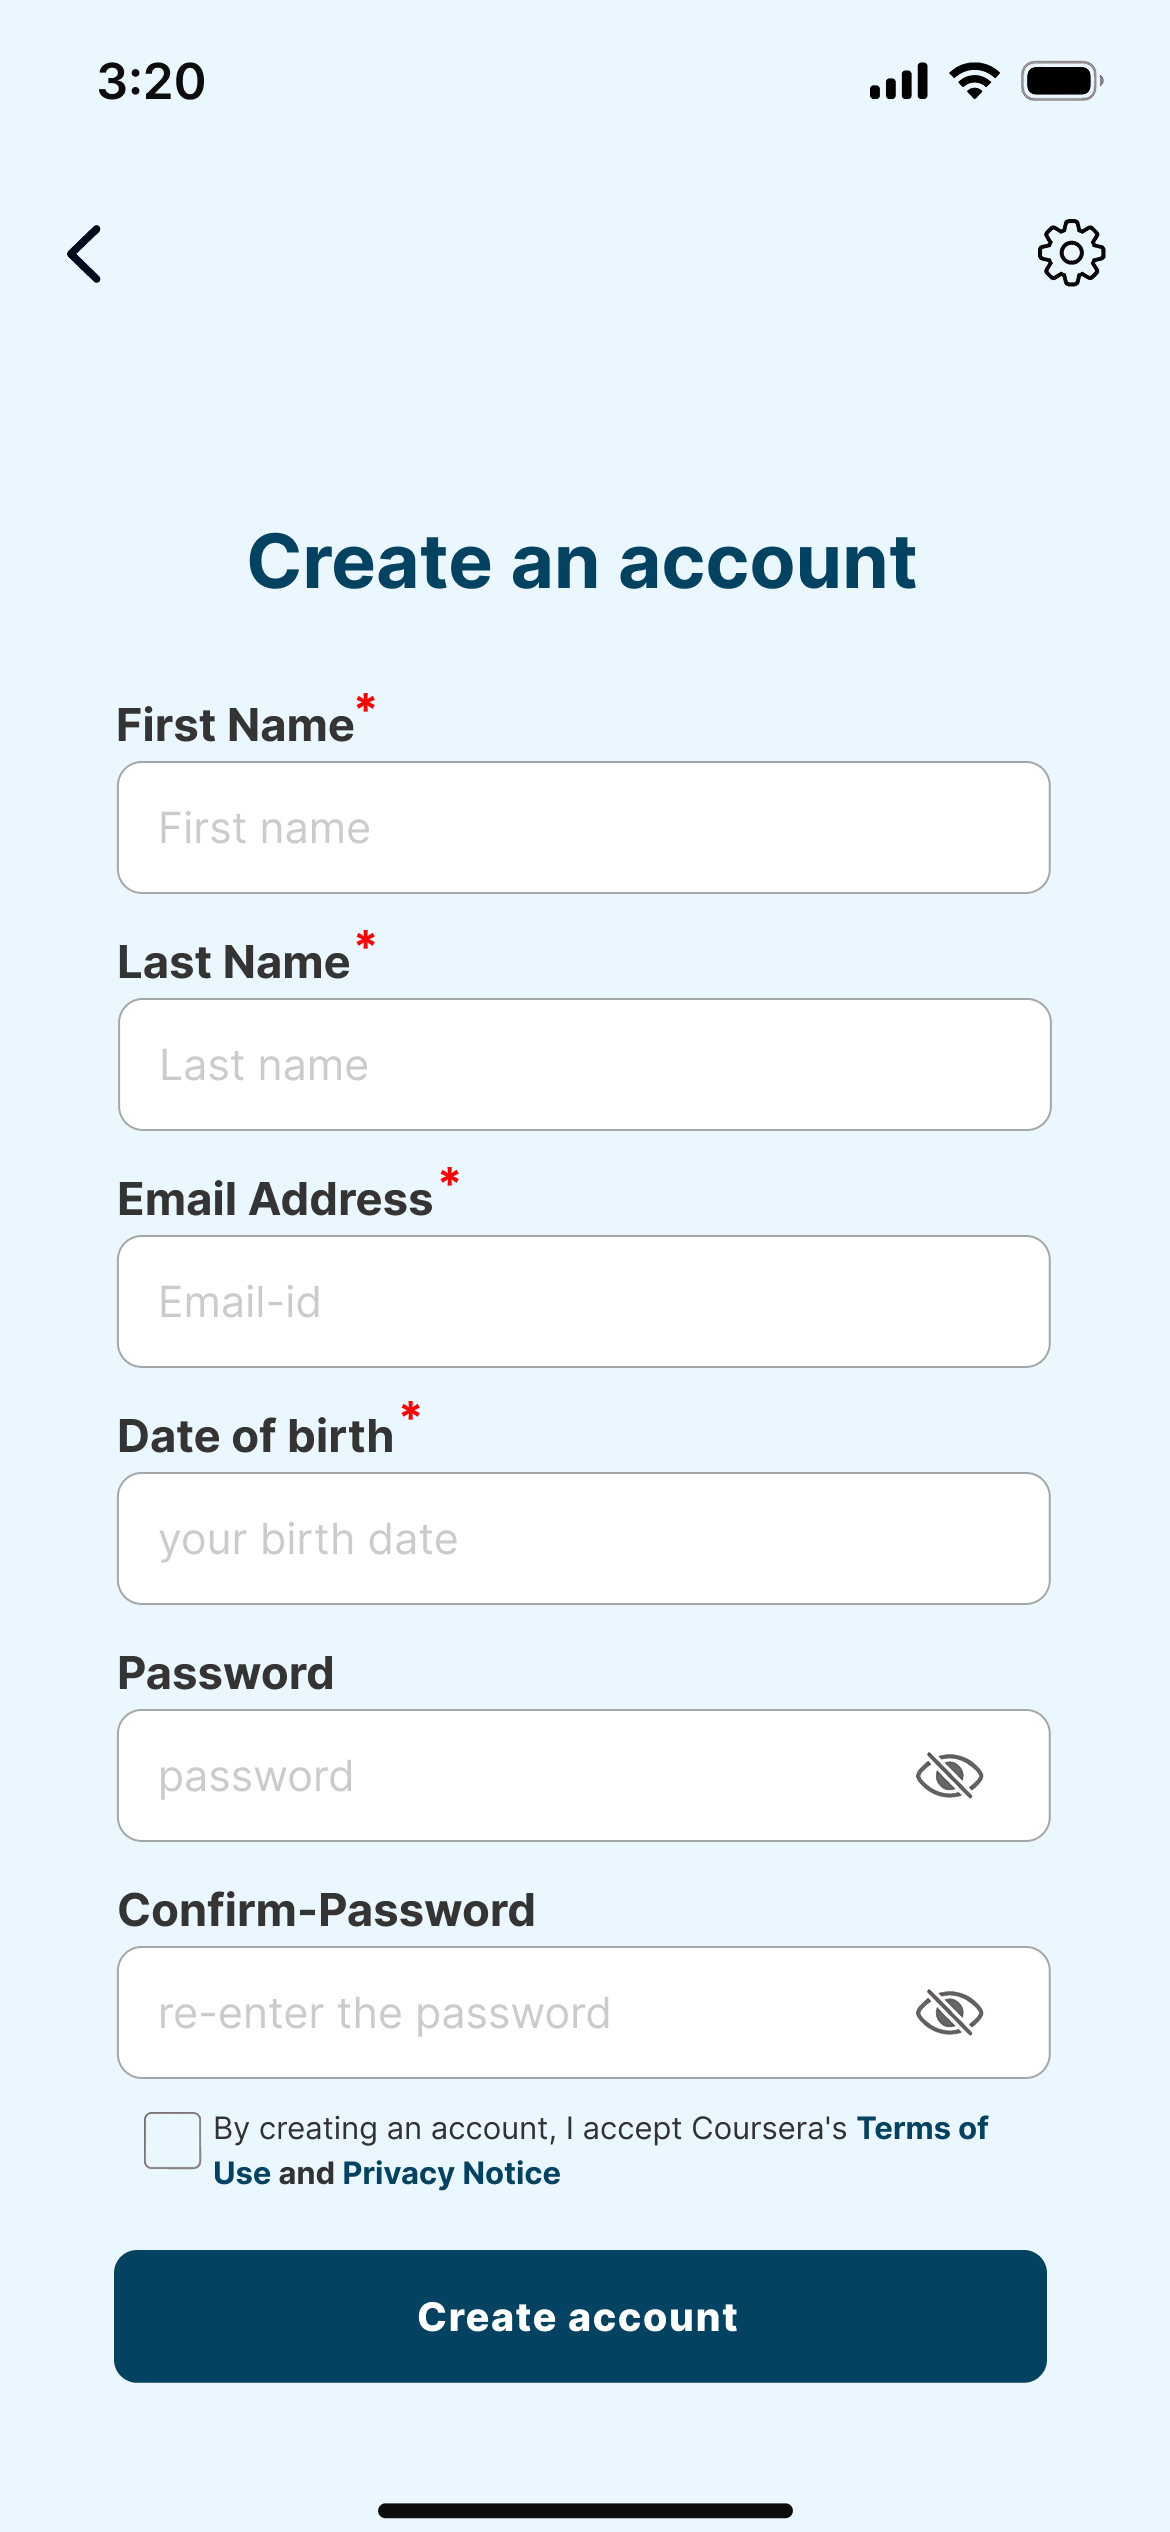 3:20
Create an account
First Name*
First name
Last Name*
Last name
Email Address*
Email-id
Date of birth*
your birth date
Password
password
Confirm-Password
re-enter the password
By creating an account, I accept Coursera's Terms of
Use and Privacy Notice
Create account